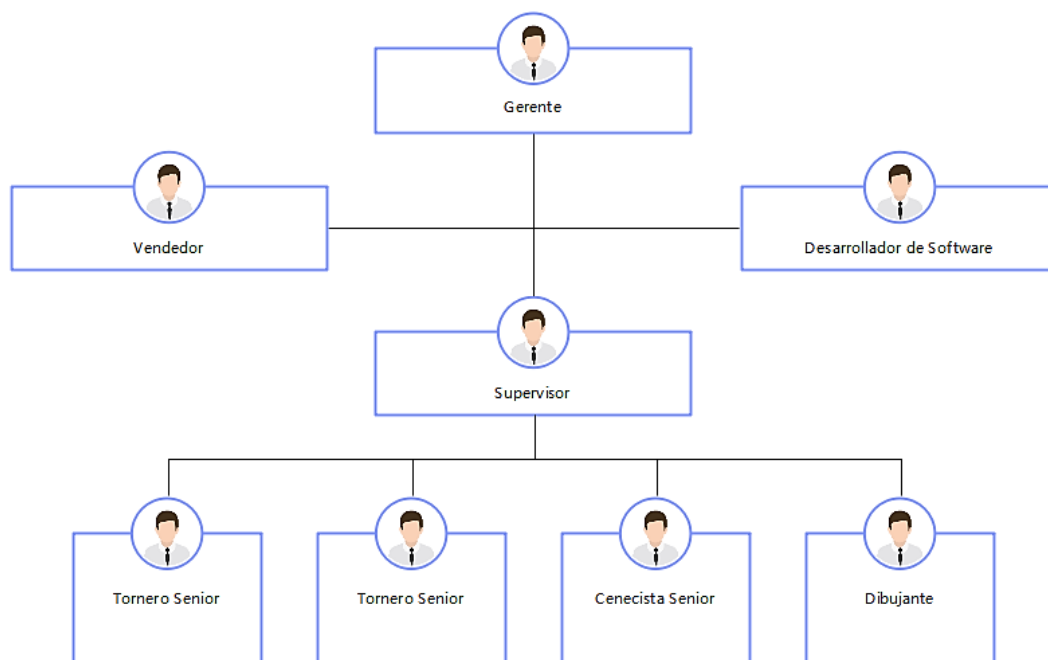 Gerente
Vendedor
Desarrollador de Software
Supervisor
Tornero Senior
Tornero Senior
Cenecista Senior
Dibujante